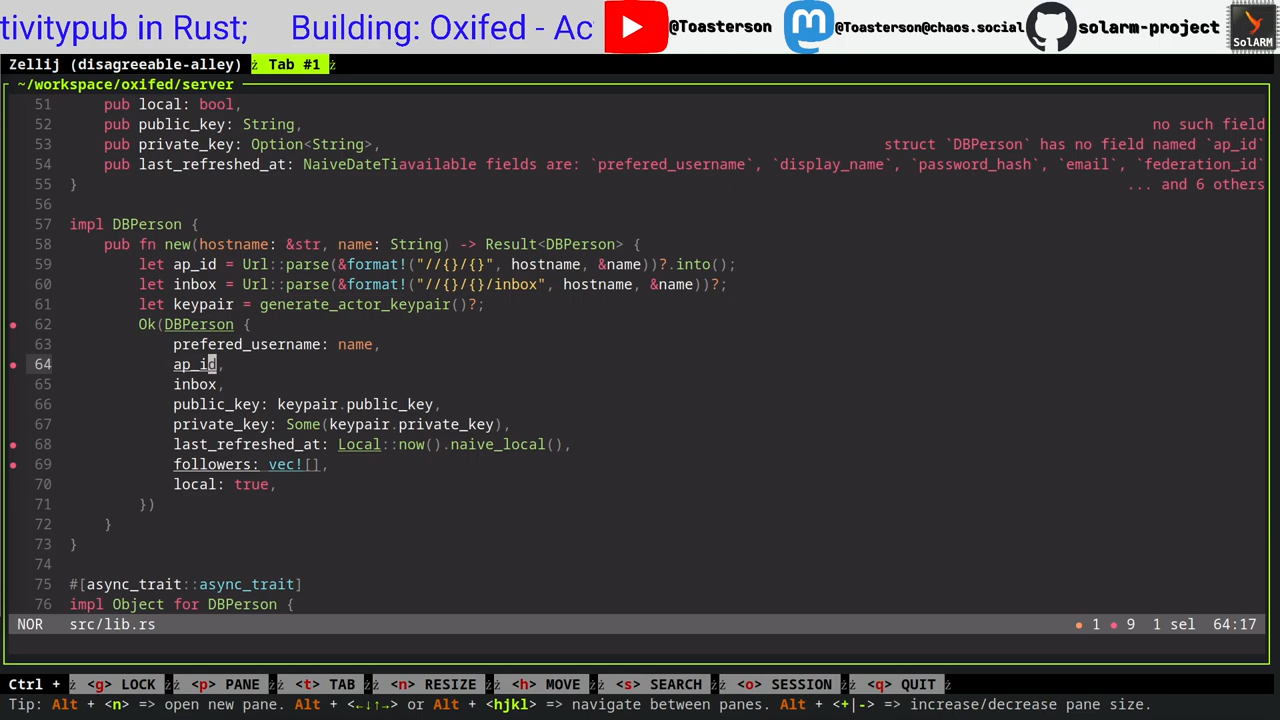 tivitypub in Rust; Building: Oxifed - Ac @Toasterson @Toasterson@chaos.social solarm-project SolARM
Zellij (disagreeable-alley) Tab #1
~/workspace/oxifed/server
51 pub local: bool,
52 pub public_key: String, no such field
53 pub private_key: Option<String>, struct `DBPerson` has no field named `ap_id`
54 pub last_refreshed_at: NaiveDateTiavailable fields are: `prefered_username`, `display_name`, `password_hash`, `email`, `federation_id`
55 } ... and 6 others
56
57 impl DBPerson {
58 pub fn new(hostname: &str, name: String) -> Result<DBPerson> {
59 let ap_id = Url::parse(&format!("//{}/{}", hostname, &name))?.into();
60 let inbox = Url::parse(&format!("//{}/{}/inbox", hostname, &name))?;
61 let keypair = generate_actor_keypair()?;
62 Ok(DBPerson {
63 prefered_username: name,
64 ap_id,
65 inbox,
66 public_key: keypair.public_key,
67 private_key: Some(keypair.private_key),
68 last_refreshed_at: Local::now().naive_local(),
69 followers: vec![],
70 local: true,
71 })
72 }
73 }
74
75 #[async_trait::async_trait]
76 impl Object for DBPerson {
NOR src/lib.rs 1 9 1 sel 64:17
Ctrl + <g> LOCK <p> PANE <t> TAB <n> RESIZE <h> MOVE <s> SEARCH <o> SESSION <q> QUIT
Tip: Alt + <n> => open new pane. Alt + <←↓↑→> or Alt + <hjkl> => navigate between panes. Alt + <+|-> => increase/decrease pane size.